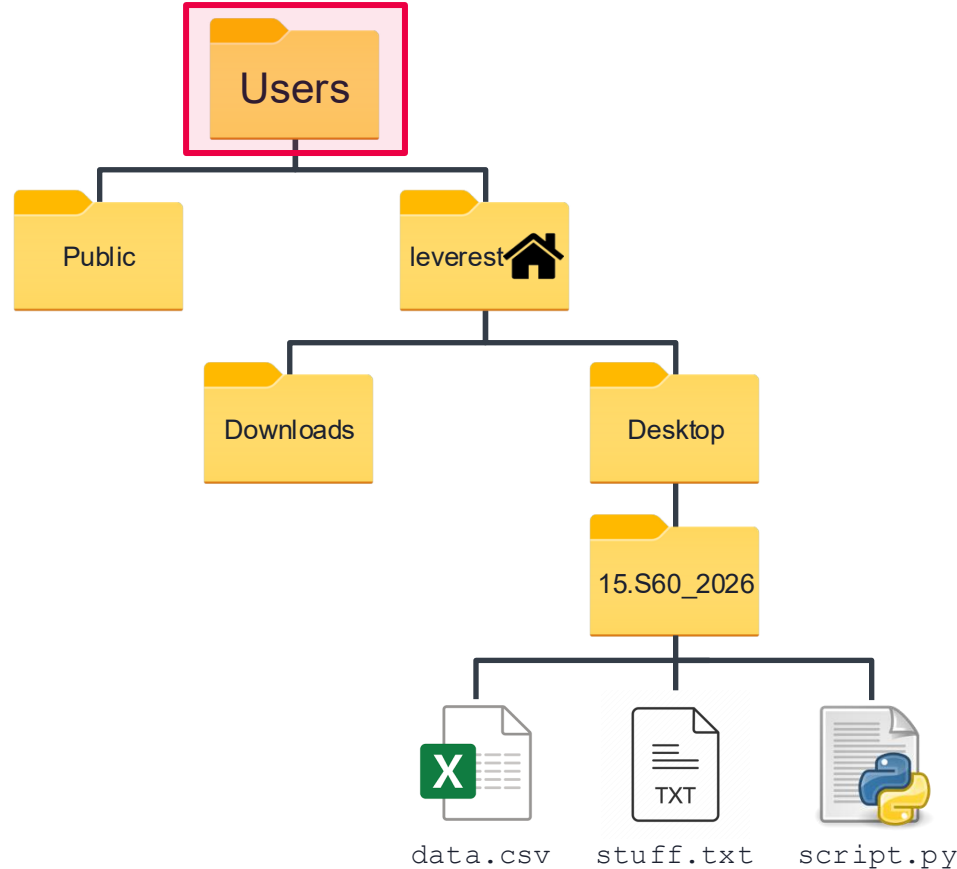 Users
Public
leverest
Downloads
Desktop
15.S60_2026
X
TXT
data.csv
stuff.txt
script.py